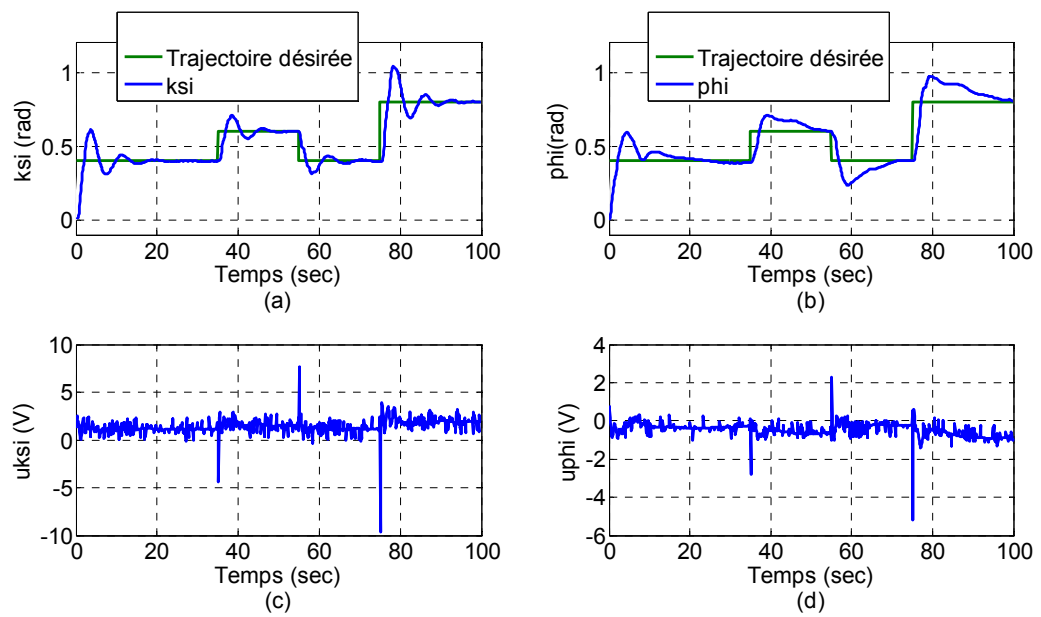 Trajectoire désirée
ksi
1
0.5
0
ksi (rad)
0 20 40 60 80 100
Temps (sec)
(a)
Trajectoire désirée
phi
1
0.5
0
phi(rad)
0 20 40 60 80 100
Temps (sec)
(b)
10
5
0
-5
-10
uksi (V)
0 20 40 60 80 100
Temps (sec)
(c)
4
2
0
-2
-4
-6
uphi (V)
0 20 40 60 80 100
Temps (sec)
(d)